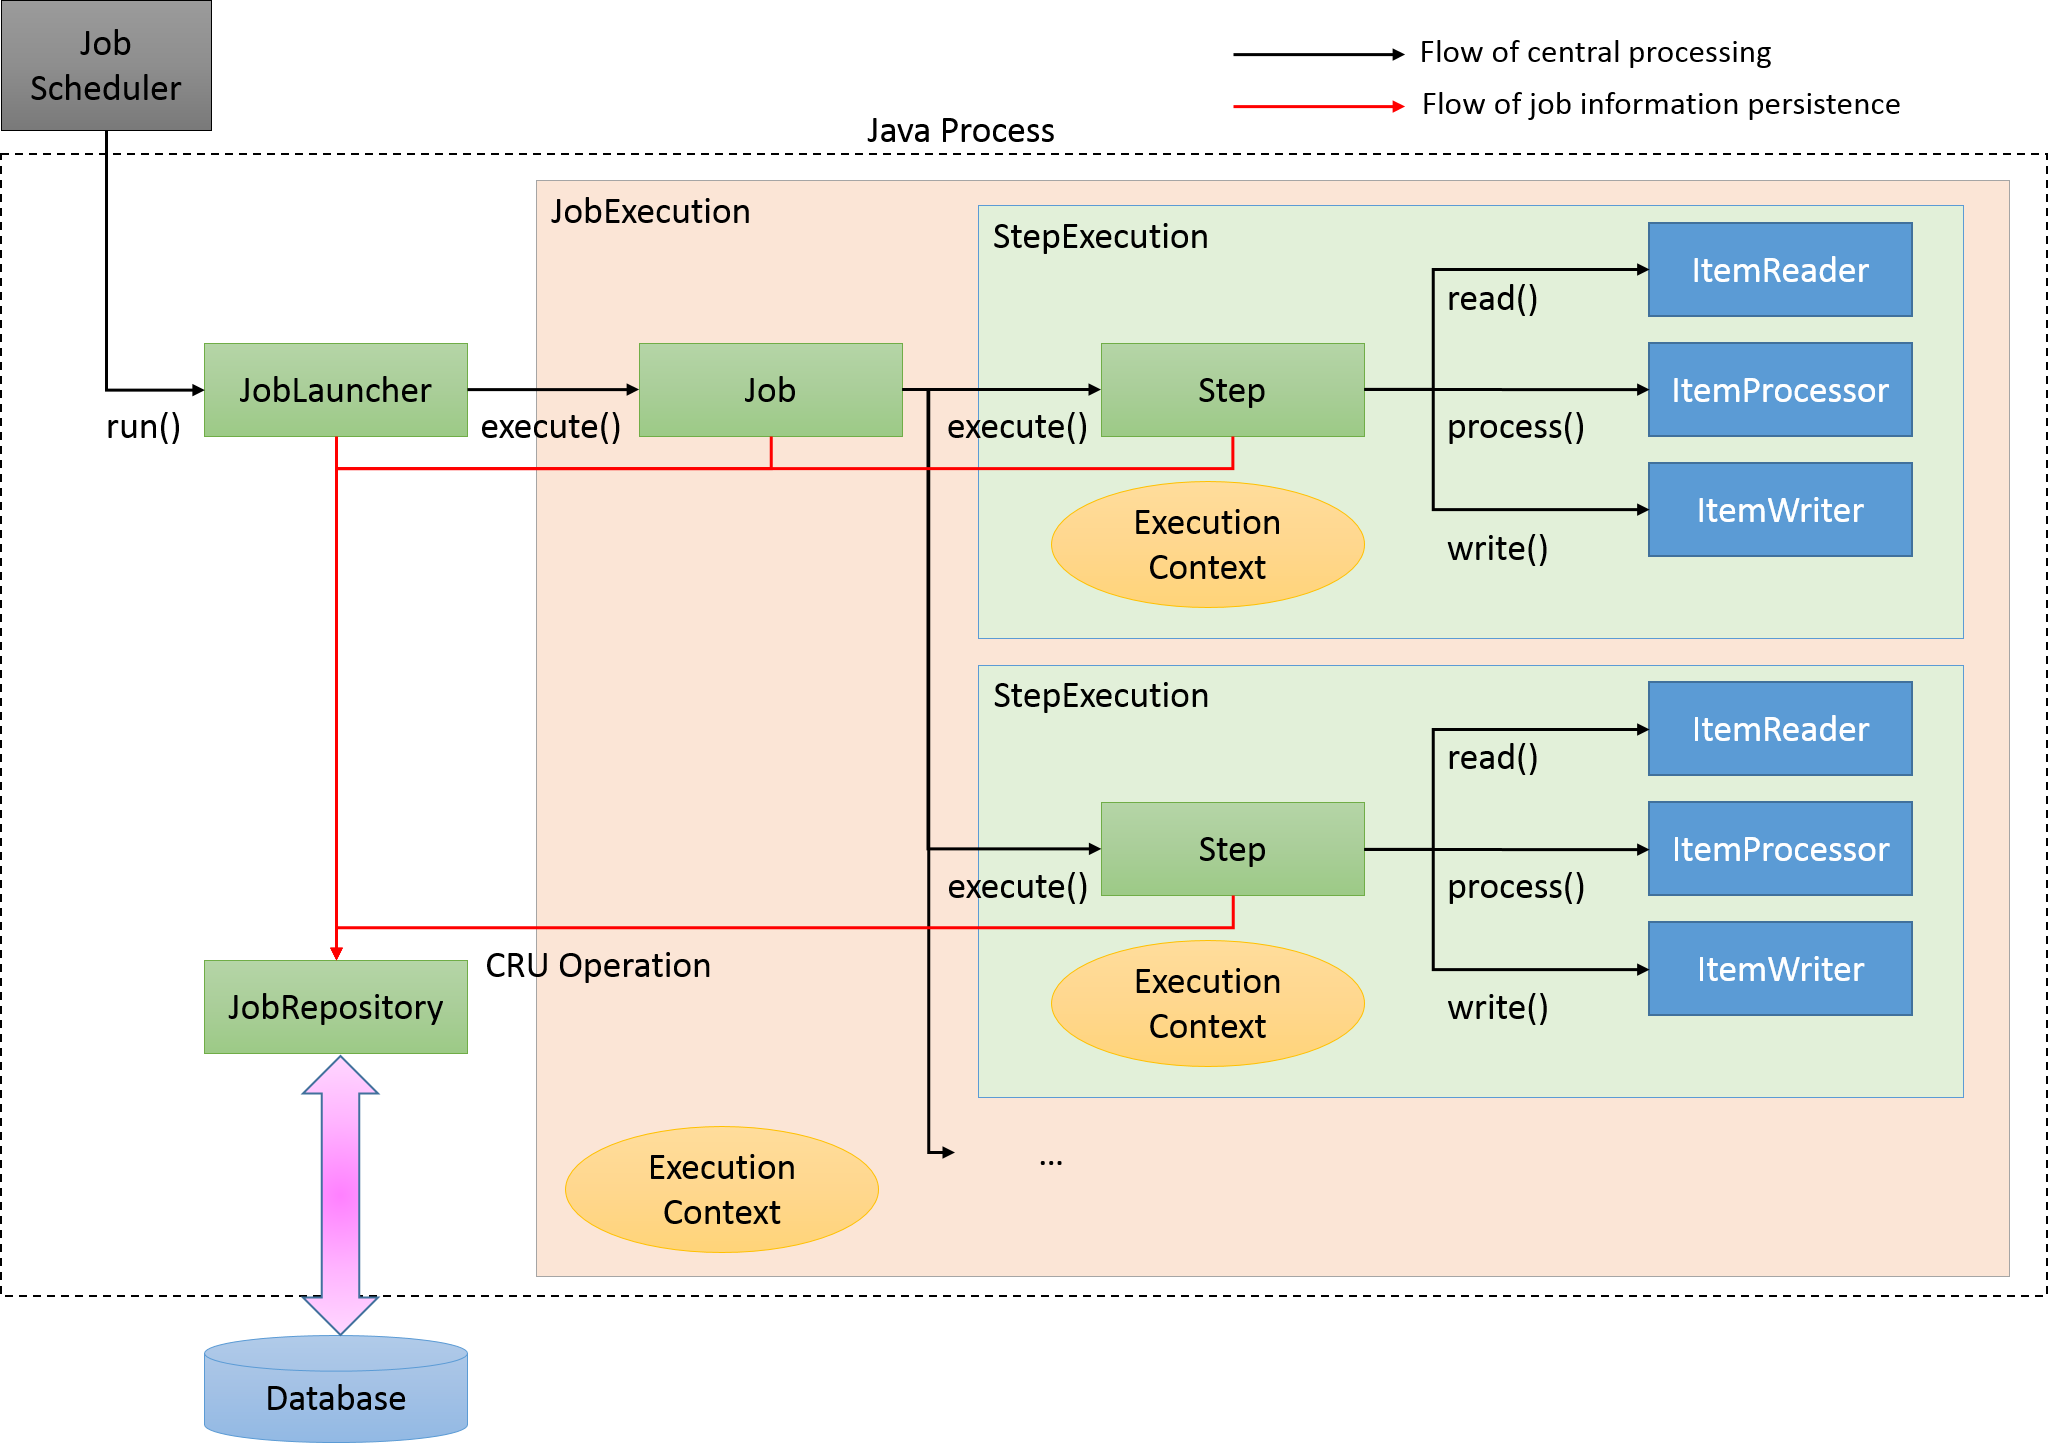 Job
Scheduler
Flow of central processing
Flow of job information persistence
Java Process
JobExecution
StepExecution
ItemReader
read()
JobLauncher
Job
Step
ItemProcessor
run()
execute()
execute()
process()
ItemWriter
write()
Execution
Context
StepExecution
ItemReader
read()
Step
ItemProcessor
execute()
process()
CRU Operation
ItemWriter
write()
Execution
Context
JobRepository
...
Execution
Context
Database